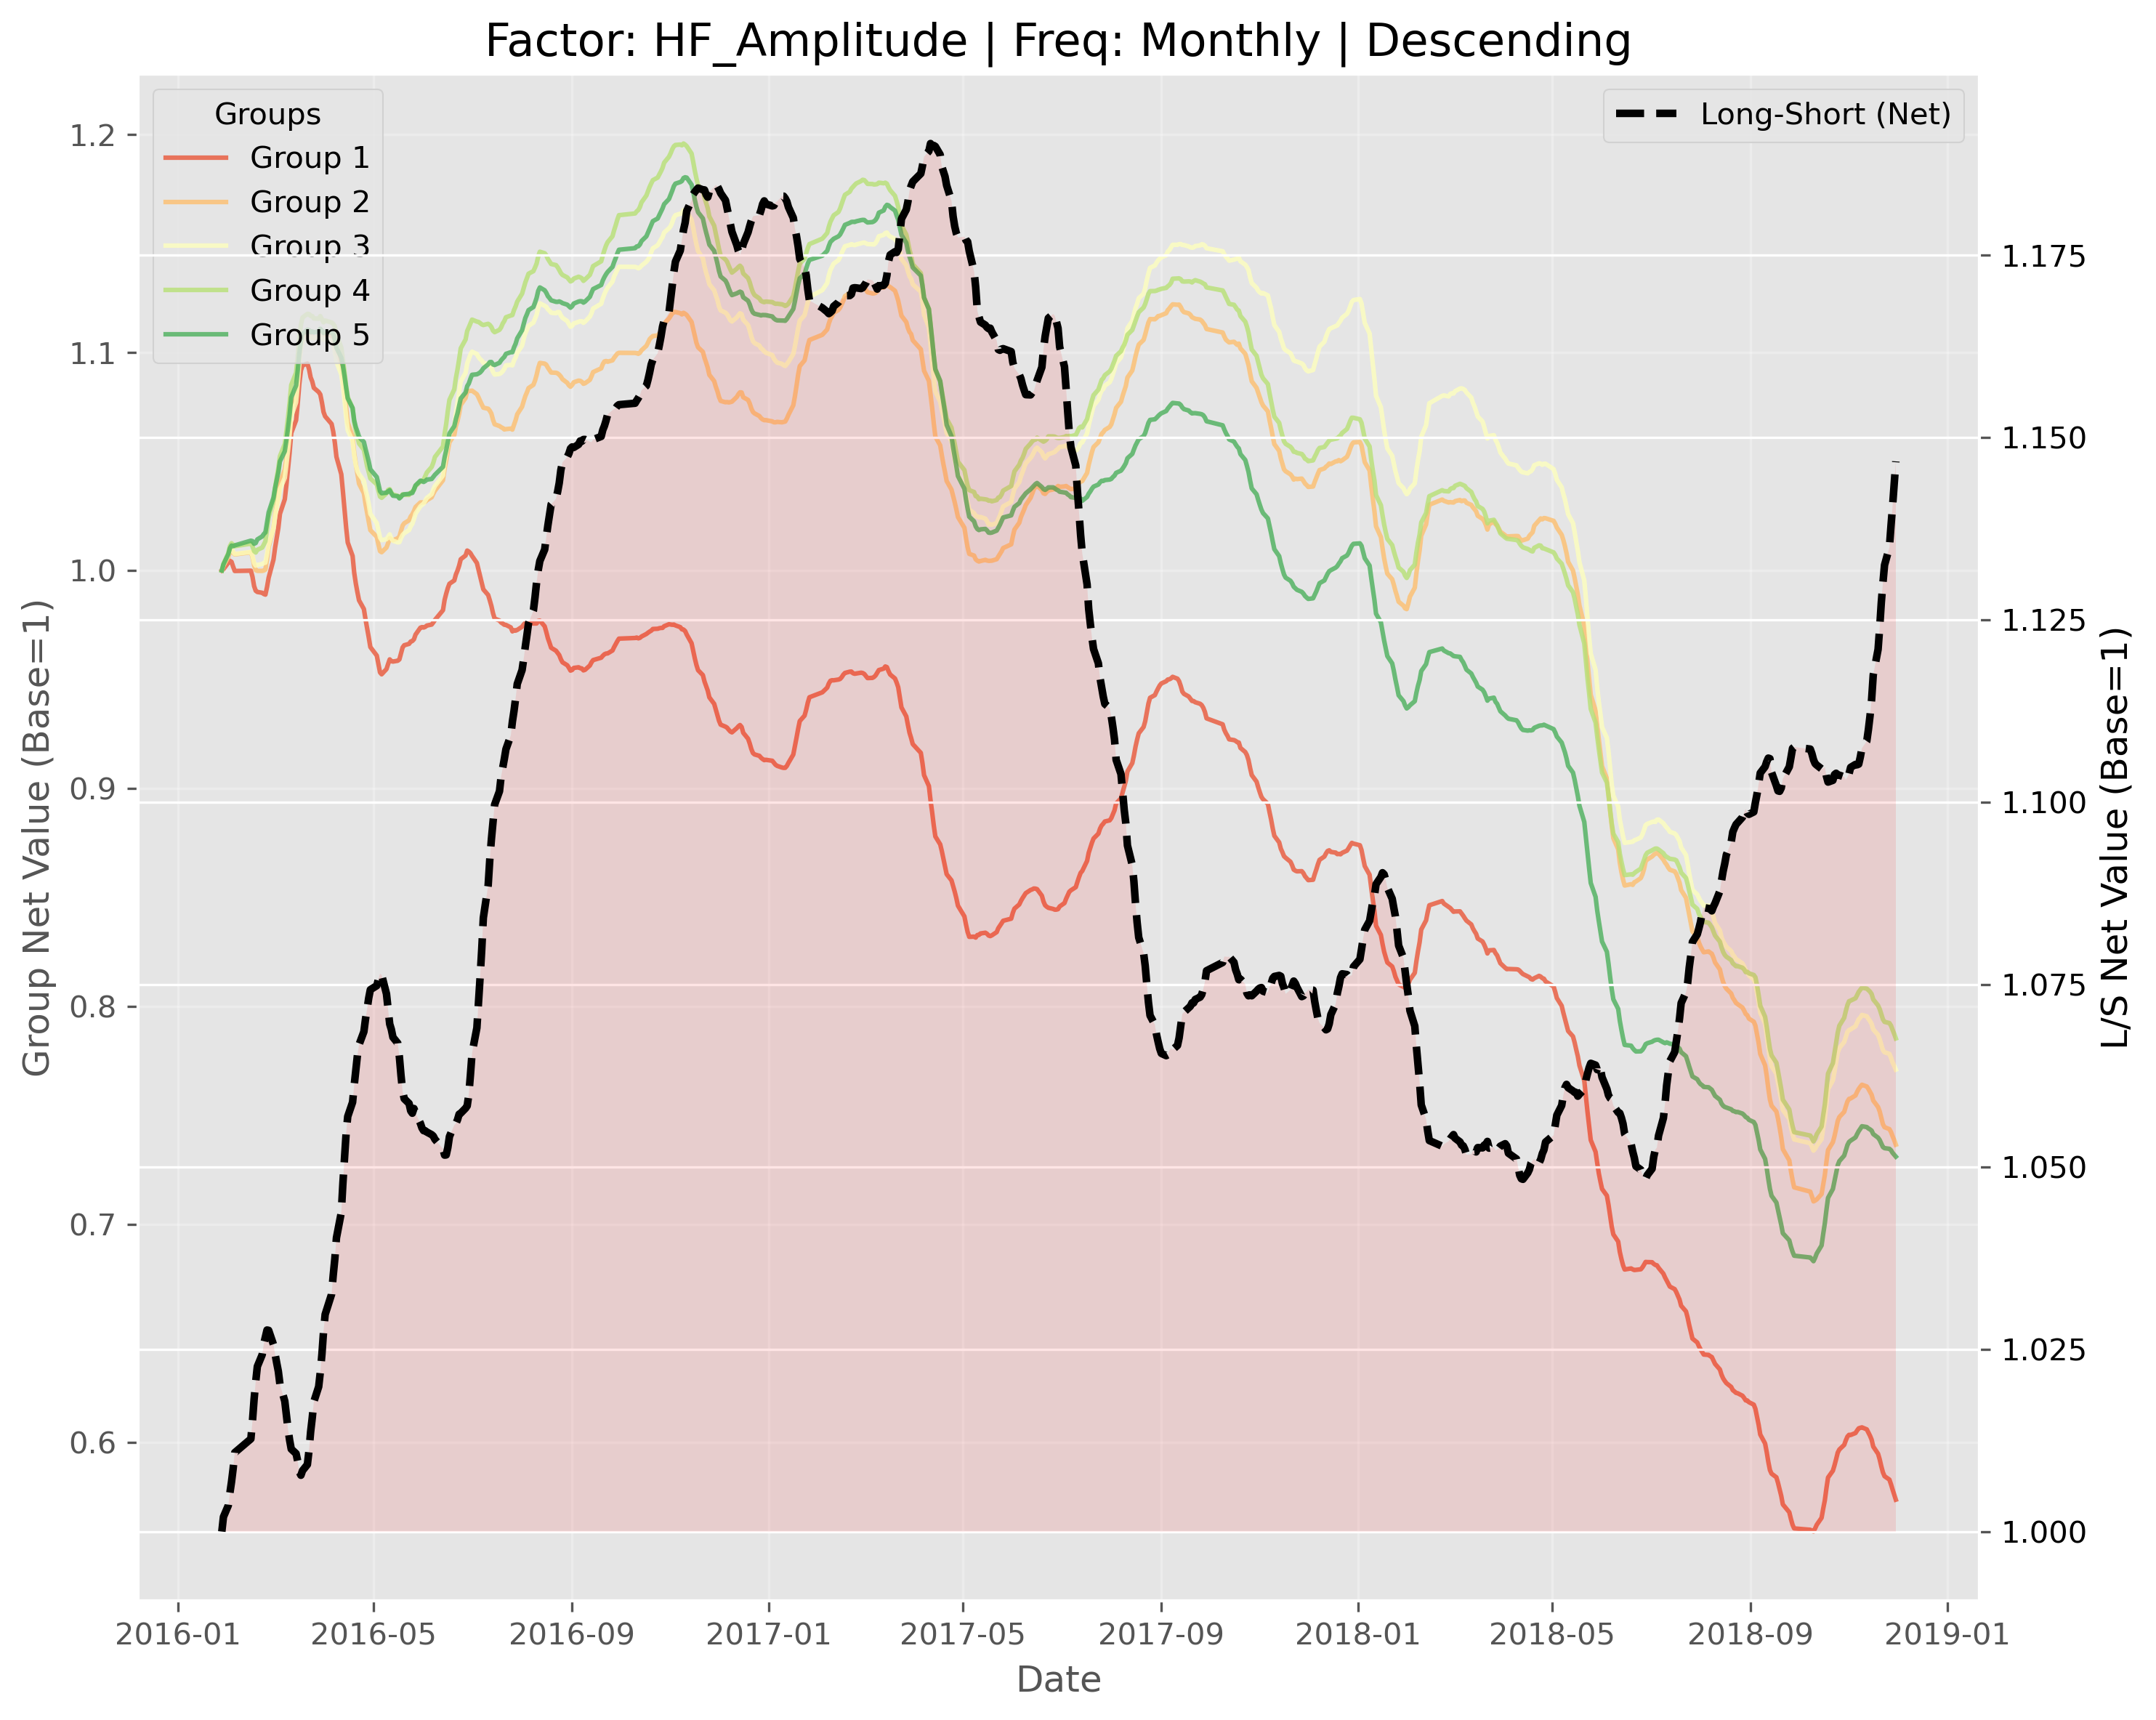 Factor: HF_Amplitude | Freq: Monthly | Descending
Groups
Group 1
Group 2
Group 3
Group 4
Group 5
Long-Short (Net)
Group Net Value (Base=1)
1.2
1.1
1.0
0.9
0.8
0.7
0.6
L/S Net Value (Base=1)
1.175
1.150
1.125
1.100
1.075
1.050
1.025
1.000
2016-01 2016-05 2016-09 2017-01 2017-05 2017-09 2018-01 2018-05 2018-09 2019-01
Date